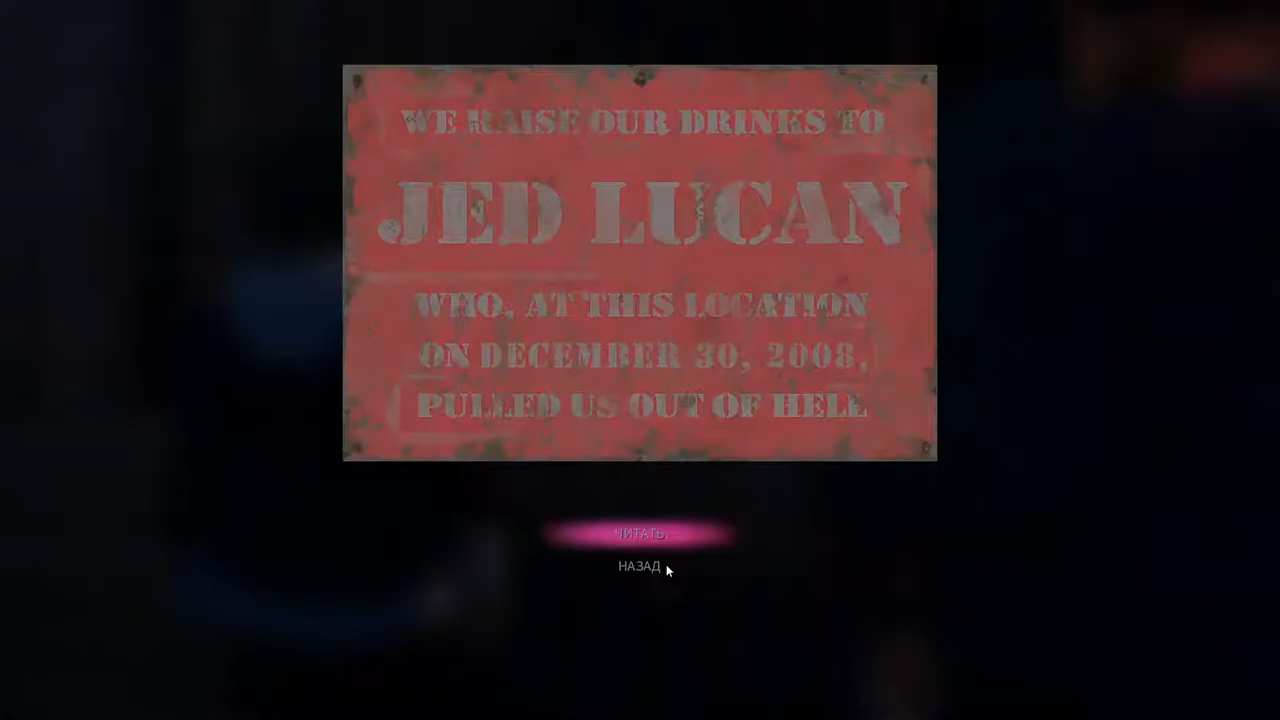 WE RAISE OUR DRINKS TO
JED LUCAN
WHO, AT THIS LOCATION
ON DECEMBER 30, 2008,
PULLED US OUT OF HELL
ЧИТАТЬ
НАЗАД